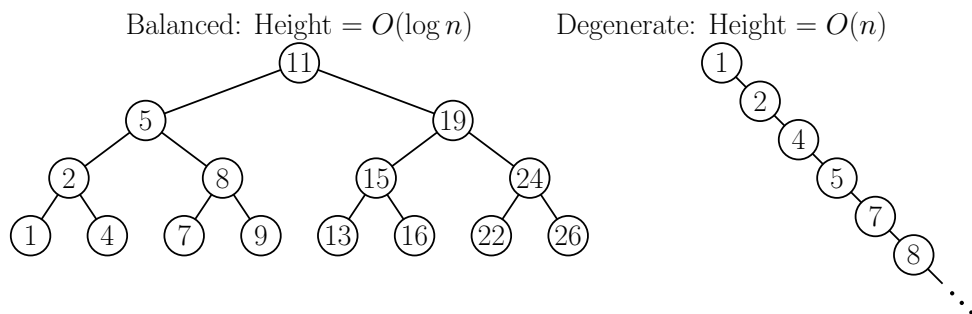 Balanced: Height = O(log n)
11
5 19
2 8 15 24
1 4 7 9 13 16 22 26
Degenerate: Height = O(n)
1
2
4
5
7
8